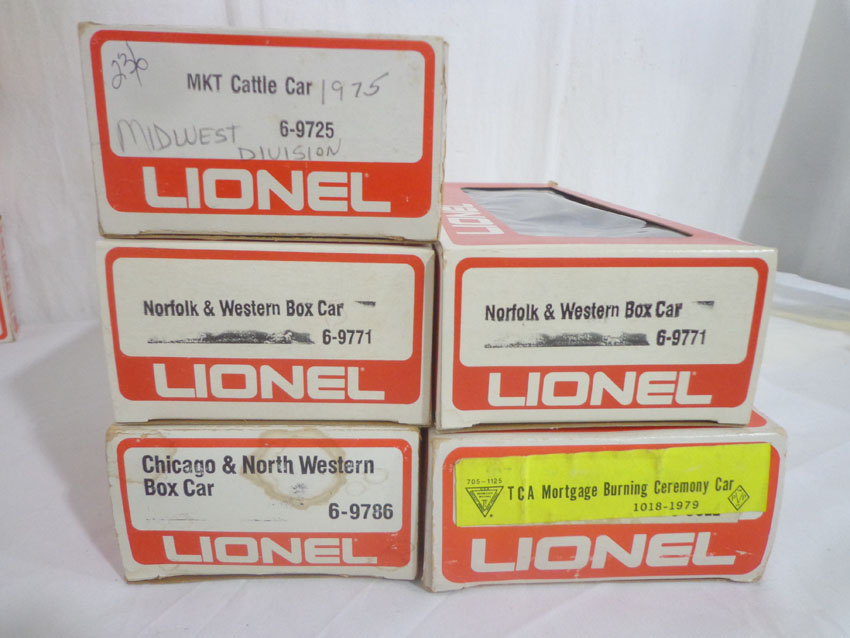 236
MKT Cattle Car 1975
6-9725
MIDWEST
DIVISION
LIONEL
LIONEL
Norfolk & Western Box Car
6-9771
LIONEL
Norfolk & Western Box Car
6-9771
LIONEL
Chicago & North Western
Box Car
6-9786
LIONEL
705-1125
TCA Mortgage Burning Ceremony Car
1018-1979
LIONEL